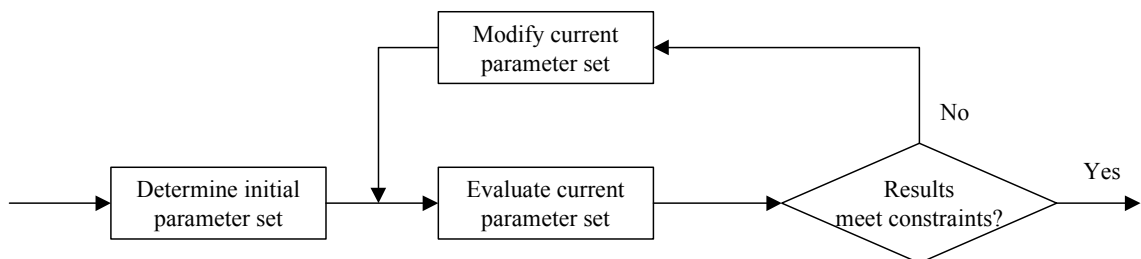 Modify current
parameter set
No
Yes
Determine initial
parameter set
Evaluate current
parameter set
Results
meet constraints?